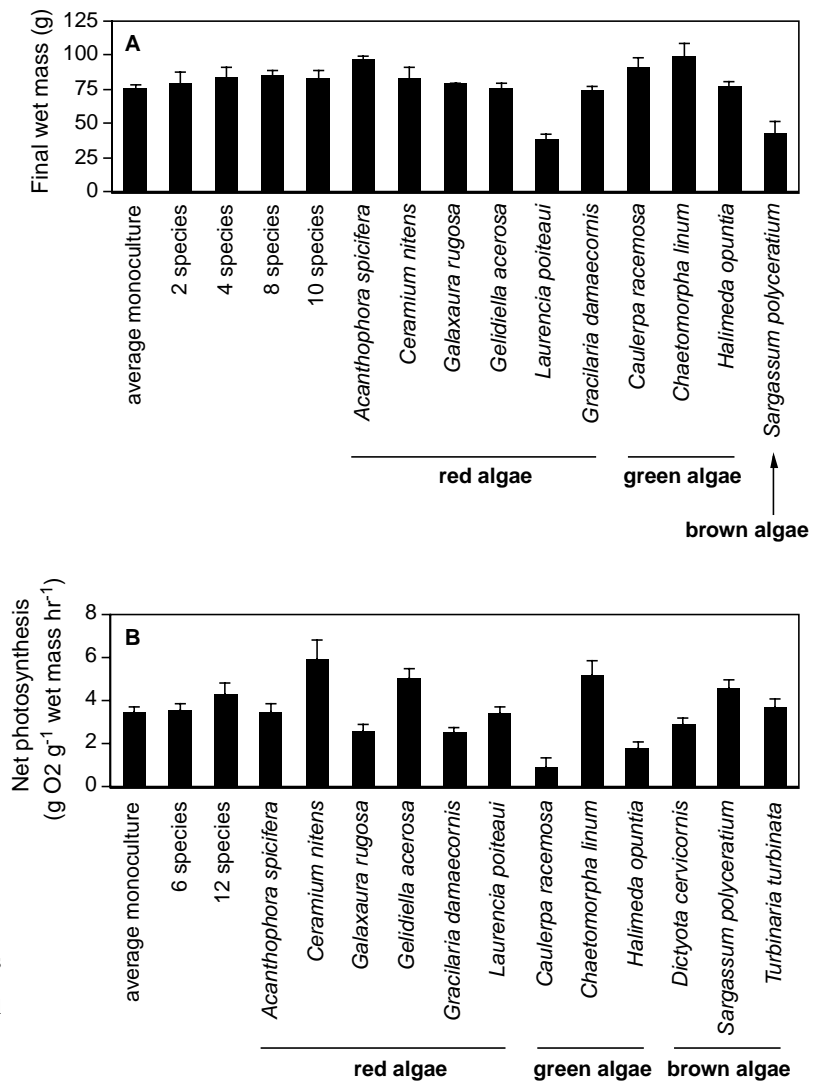 A
Final wet mass (g)
125
100
75
50
25
0
average monoculture
2 species
4 species
8 species
10 species
Acanthophora spicifera
Ceramium nitens
Galaxaura rugosa
Gelidiella acerosa
Laurencia poiteaui
Gracilaria damaecornis
Caulerpa racemosa
Chaetomorpha linum
Halimeda opuntia
Sargassum polyceratium
red algae
green algae
brown algae
B
Net photosynthesis
(g O2 g-1 wet mass hr-1)
8
6
4
2
0
average monoculture
6 species
12 species
Acanthophora spicifera
Ceramium nitens
Galaxaura rugosa
Gelidiella acerosa
Gracilaria damaecornis
Laurencia poiteaui
Caulerpa racemosa
Chaetomorpha linum
Halimeda opuntia
Dictyota cervicornis
Sargassum polyceratium
Turbinaria turbinata
red algae
green algae
brown algae